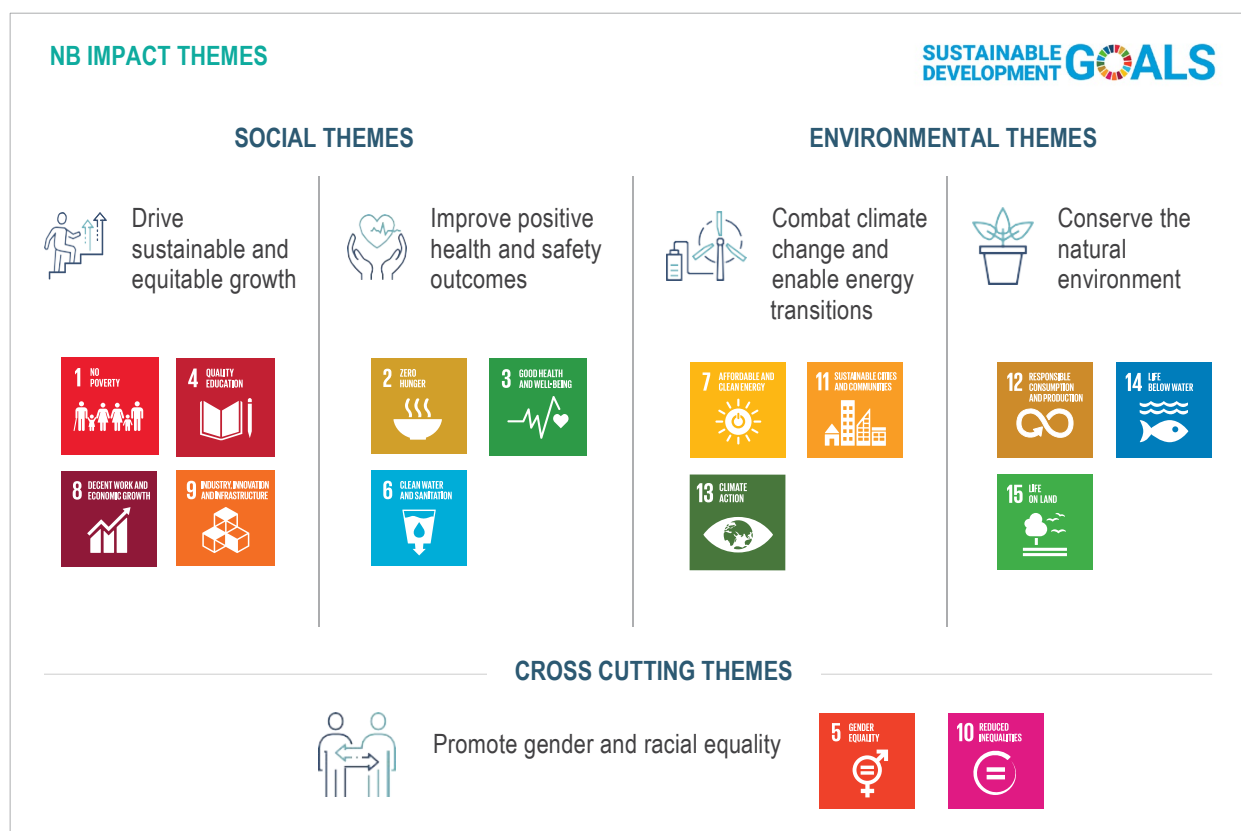 NB IMPACT THEMES
SUSTAINABLE
DEVELOPMENT
GOALS
SOCIAL THEMES
Drive
sustainable and
equitable growth
Improve positive
health and safety
outcomes
1 NO
POVERTY
4 QUALITY
EDUCATION
8 DECENT WORK AND
ECONOMIC GROWTH
9 INDUSTRY, INNOVATION
AND INFRASTRUCTURE
2 ZERO
HUNGER
3 GOOD HEALTH
AND WELL-BEING
6 CLEAN WATER
AND SANITATION
ENVIRONMENTAL THEMES
Combat climate
change and
enable energy
transitions
Conserve the
natural
environment
7 AFFORDABLE AND
CLEAN ENERGY
11 SUSTAINABLE CITIES
AND COMMUNITIES
13 CLIMATE
ACTION
12 RESPONSIBLE
CONSUMPTION
AND PRODUCTION
14 LIFE
BELOW WATER
15 LIFE
ON LAND
CROSS CUTTING THEMES
Promote gender and racial equality
5 GENDER
EQUALITY
10 REDUCED
INEQUALITIES